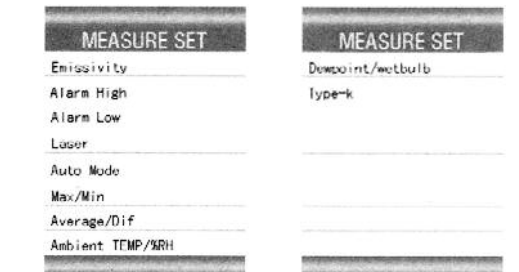 MEASURE SET
Emissivity
Alarm High
Alarm Low
Laser
Auto Mode
Max/Min
Average/Dif
Ambient TEMP/%RH
MEASURE SET
Dewpoint/wetbulb
Type-k